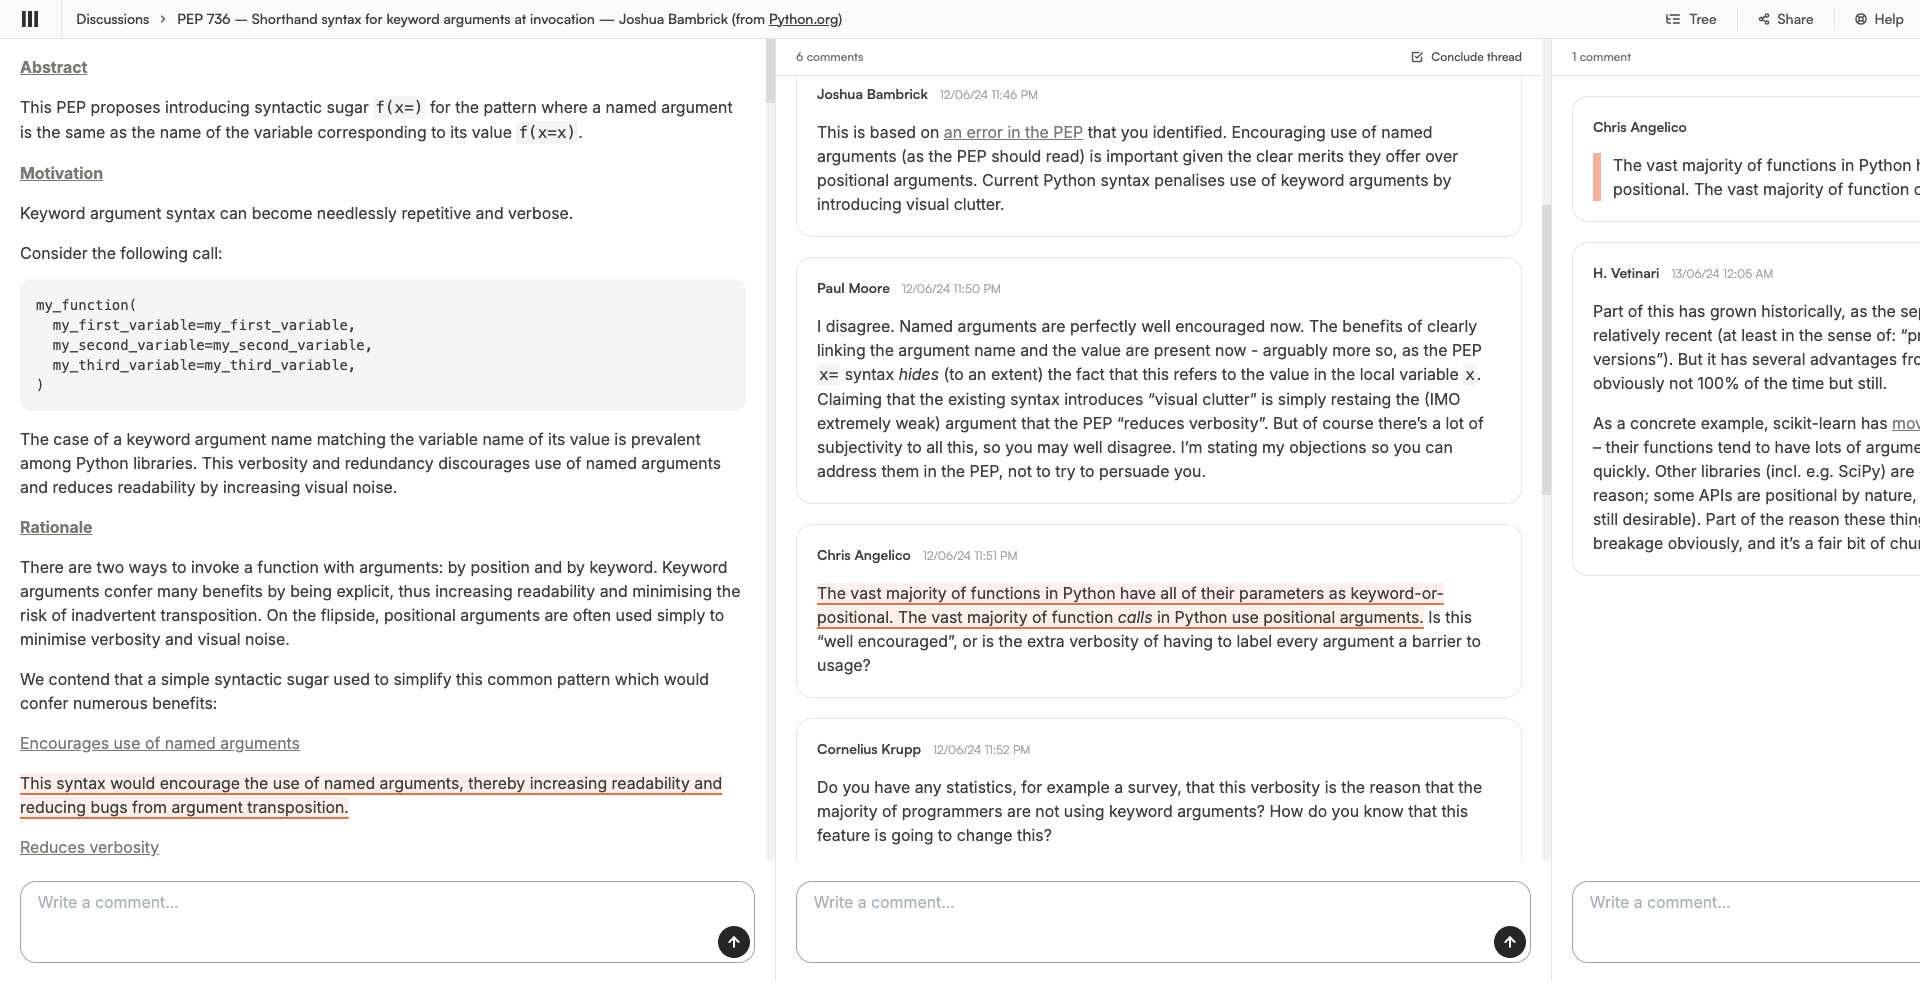 Discussions › PEP 736 — Shorthand syntax for keyword arguments at invocation — Joshua Bambrick (from Python.org)
Tree
Share
Help
Abstract
This PEP proposes introducing syntactic sugar f(x=) for the pattern where a named argument
is the same as the name of the variable corresponding to its value f(x=x).
Motivation
Keyword argument syntax can become needlessly repetitive and verbose.
Consider the following call:
my_function(
  my_first_variable=my_first_variable,
  my_second_variable=my_second_variable,
  my_third_variable=my_third_variable,
)
The case of a keyword argument name matching the variable name of its value is prevalent
among Python libraries. This verbosity and redundancy discourages use of named arguments
and reduces readability by increasing visual noise.
Rationale
There are two ways to invoke a function with arguments: by position and by keyword. Keyword
arguments confer many benefits by being explicit, thus increasing readability and minimising the
risk of inadvertent transposition. On the flipside, positional arguments are often used simply to
minimise verbosity and visual noise.
We contend that a simple syntactic sugar used to simplify this common pattern which would
confer numerous benefits:
Encourages use of named arguments
This syntax would encourage the use of named arguments, thereby increasing readability and
reducing bugs from argument transposition.
Reduces verbosity
Write a comment...
6 comments
Conclude thread
Joshua Bambrick 12/06/24 11:46 PM
This is based on an error in the PEP that you identified. Encouraging use of named
arguments (as the PEP should read) is important given the clear merits they offer over
positional arguments. Current Python syntax penalises use of keyword arguments by
introducing visual clutter.
Paul Moore 12/06/24 11:50 PM
I disagree. Named arguments are perfectly well encouraged now. The benefits of clearly
linking the argument name and the value are present now - arguably more so, as the PEP
x= syntax hides (to an extent) the fact that this refers to the value in the local variable x.
Claiming that the existing syntax introduces “visual clutter” is simply restaing the (IMO
extremely weak) argument that the PEP “reduces verbosity”. But of course there’s a lot of
subjectivity to all this, so you may well disagree. I’m stating my objections so you can
address them in the PEP, not to try to persuade you.
Chris Angelico 12/06/24 11:51 PM
The vast majority of functions in Python have all of their parameters as keyword-or-
positional. The vast majority of function calls in Python use positional arguments. Is this
“well encouraged”, or is the extra verbosity of having to label every argument a barrier to
usage?
Cornelius Krupp 12/06/24 11:52 PM
Do you have any statistics, for example a survey, that this verbosity is the reason that the
majority of programmers are not using keyword arguments? How do you know that this
feature is going to change this?
Write a comment...
1 comment
Chris Angelico
The vast majority of functions in Python
positional. The vast majority of function
H. Vetinari 13/06/24 12:05 AM
Part of this has grown historically, as the
relatively recent (at least in the sense of:
versions”). But it has several advantages
obviously not 100% of the time but still.
As a concrete example, scikit-learn has
– their functions tend to have lots of
quickly. Other libraries (incl. e.g. SciPy) are
reason; some APIs are positional by nature,
still desirable). Part of the reason these
breakage obviously, and it’s a fair bit of
Write a comment...